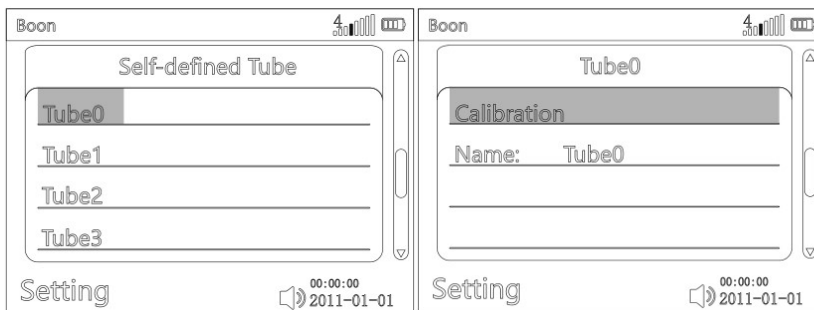 Boon
4
Self-defined Tube
Tube0
Tube1
Tube2
Tube3
Setting
00:00:00
2011-01-01
Boon
4
Tube0
Calibration
Name: Tube0
Setting
00:00:00
2011-01-01